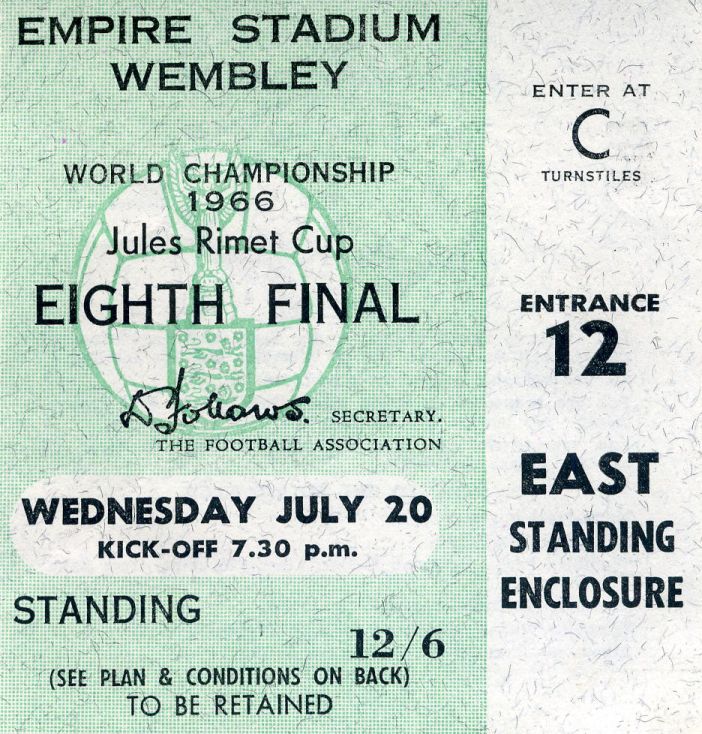 EMPIRE STADIUM
WEMBLEY
WORLD CHAMPIONSHIP
1966
Jules Rimet Cup
EIGHTH FINAL
D Follows. SECRETARY.
THE FOOTBALL ASSOCIATION
WEDNESDAY JULY 20
KICK-OFF 7.30 p.m.
STANDING
12/6
(SEE PLAN & CONDITIONS ON BACK)
TO BE RETAINED
ENTER AT
C
TURNSTILES
ENTRANCE
12
EAST
STANDING
ENCLOSURE